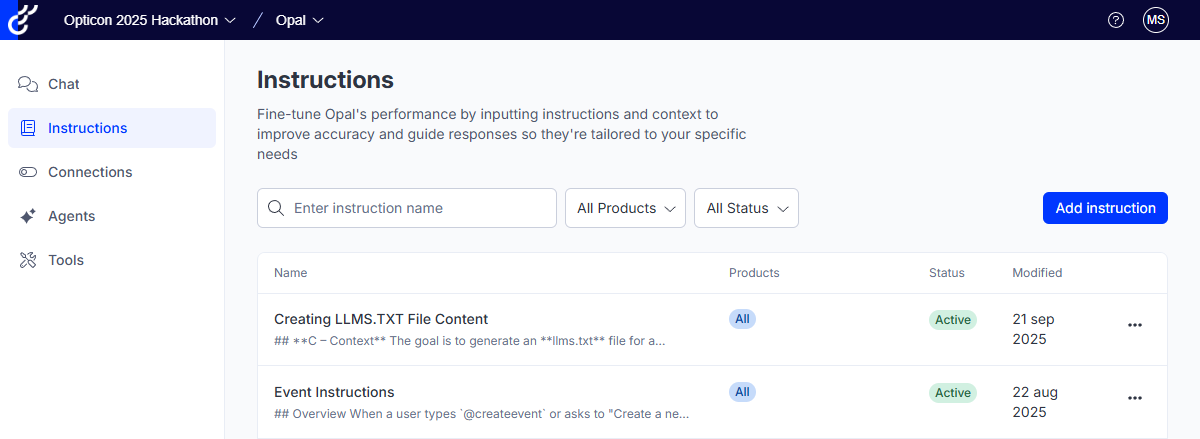 Opticon 2025 Hackathon / Opal
MS
Chat
Instructions
Connections
Agents
Tools
Instructions
Fine-tune Opal's performance by inputting instructions and context to
improve accuracy and guide responses so they're tailored to your specific
needs
Enter instruction name
All Products
All Status
Add instruction
Name Products Status Modified
Creating LLMS.TXT File Content All Active 21 sep
2025
## **C – Context** The goal is to generate an **llms.txt** file for a...
Event Instructions All Active 22 aug
2025
## Overview When a user types `@createevent` or asks to "Create a ne...